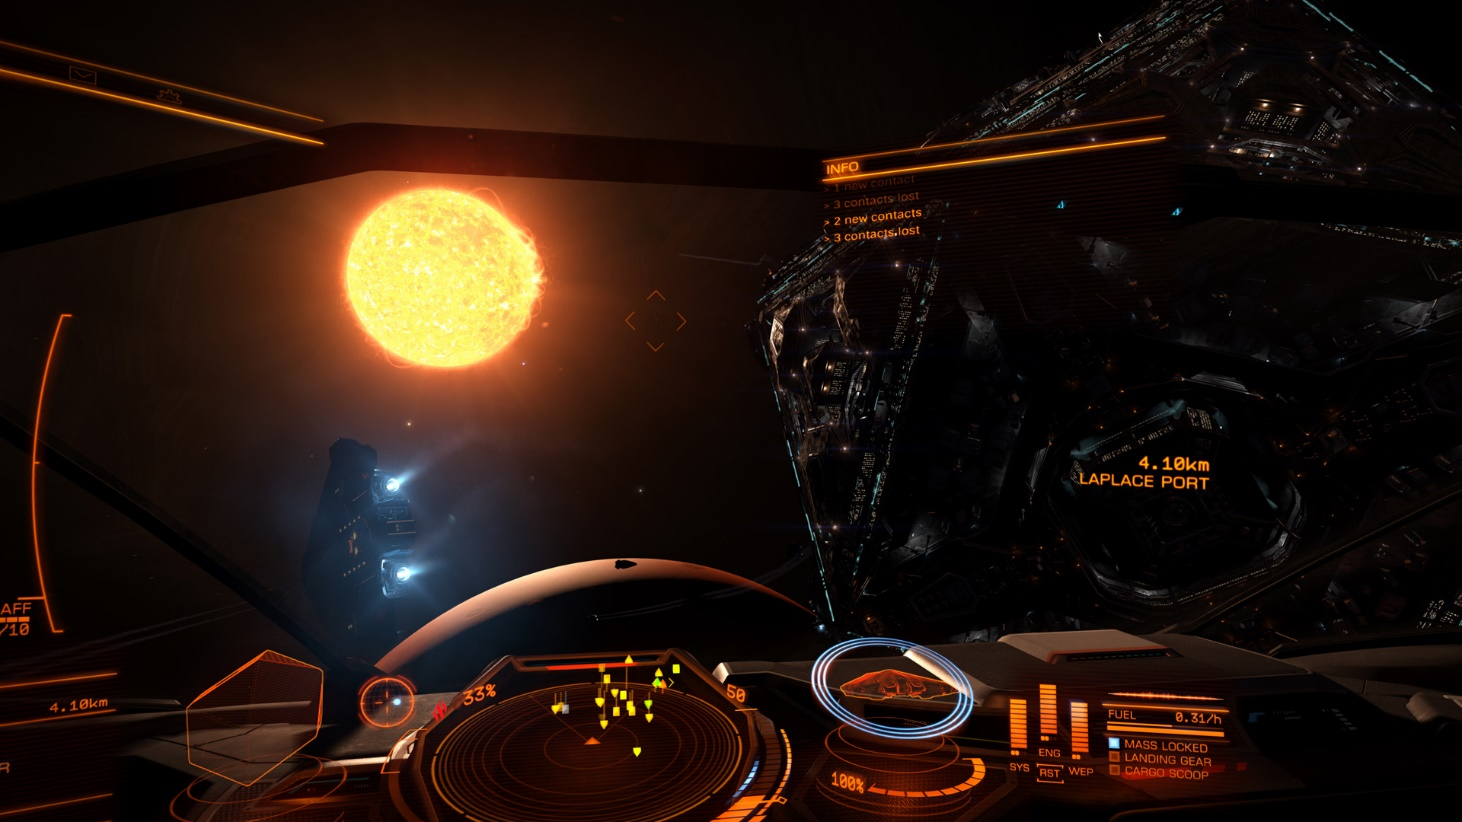 INFO
> 1 new contact
> 3 contacts lost
> 2 new contacts
> 3 contacts lost
4.10km
LAPLACE PORT
AFF
/10
4.10km
R
33%
50
100%
SYS
ENG
RST
WEP
FUEL
0.31/h
MASS LOCKED
LANDING GEAR
CARGO SCOOP